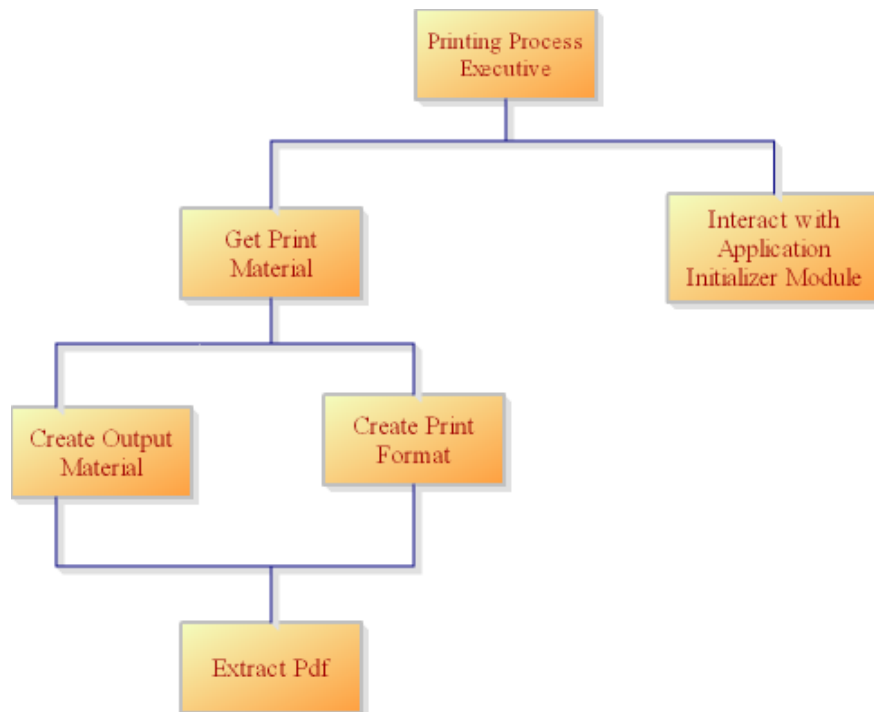 Printing Process
Executive
Get Print
Material
Interact with
Application
Initializer Module
Create Output
Material
Create Print
Format
Extract Pdf